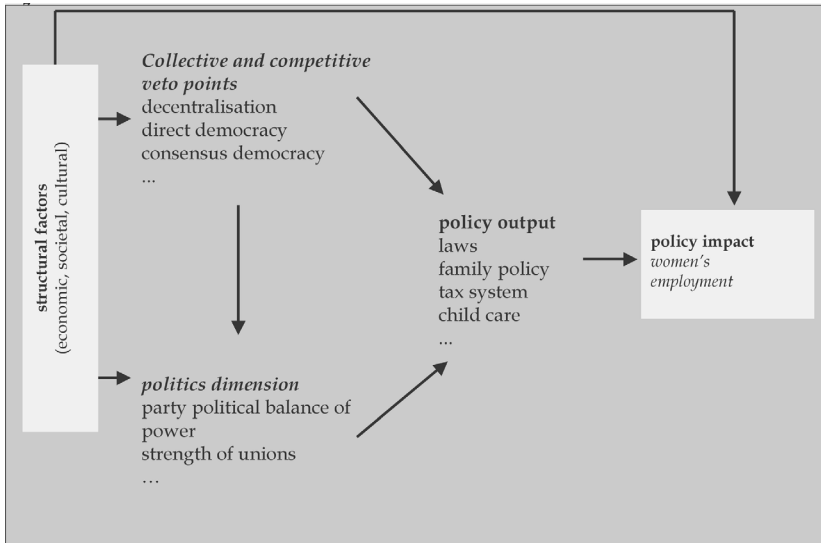 structural factors
(economic, societal, cultural)
Collective and competitive
veto points
decentralisation
direct democracy
consensus democracy
...
politics dimension
party political balance of
power
strength of unions
...
policy output
laws
family policy
tax system
child care
...
policy impact
women's
employment